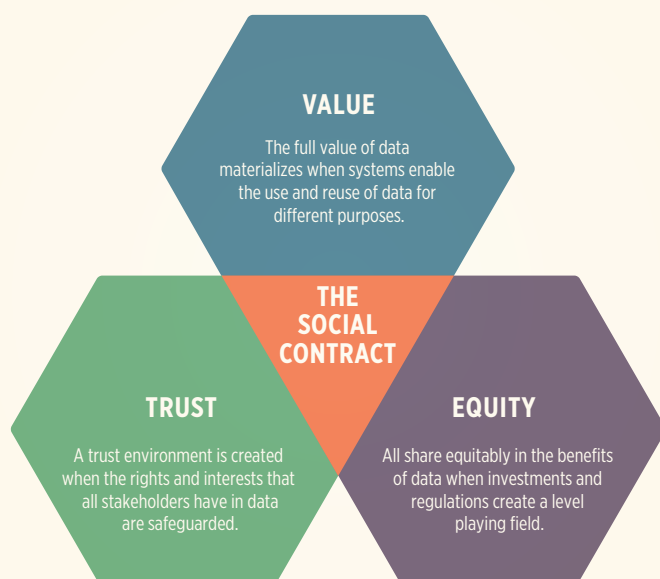 VALUE
The full value of data
materializes when systems enable
the use and reuse of data for
different purposes.
THE
SOCIAL
CONTRACT
TRUST
A trust environment is created
when the rights and interests that
all stakeholders have in data
are safeguarded.
EQUITY
All share equitably in the benefits
of data when investments and
regulations create a level
playing field.